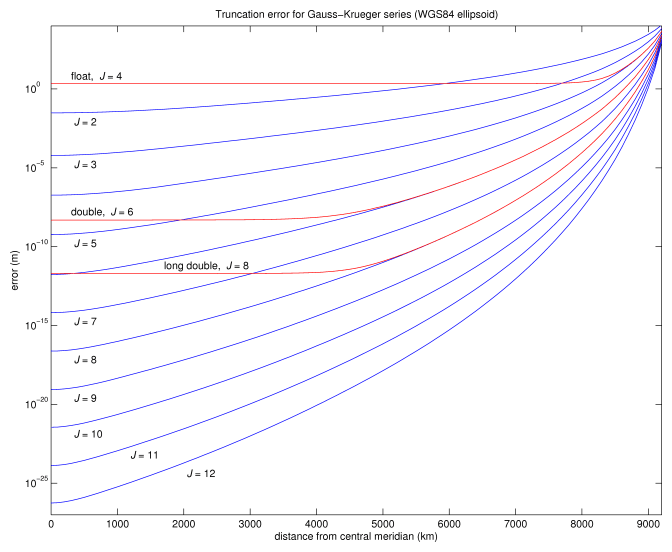 Truncation error for Gauss−Krueger series (WGS84 ellipsoid)
float, J = 4
10⁰
J = 2
J = 3
10⁻⁵
double, J = 6
J = 5
10⁻¹⁰
error (m)
long double, J = 8
10⁻¹⁵
J = 7
J = 8
J = 9
10⁻²⁰
J = 10
J = 11
J = 12
10⁻²⁵
0 1000 2000 3000 4000 5000 6000 7000 8000 9000
distance from central meridian (km)